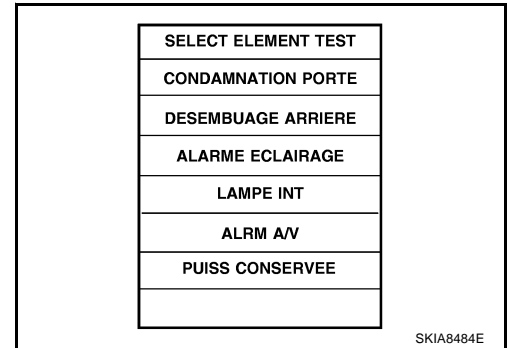 SELECT ELEMENT TEST
CONDAMNATION PORTE
DESEMBUAGE ARRIERE
ALARME ECLAIRAGE
LAMPE INT
ALRM A/V
PUISS CONSERVEE
SKIA8484E